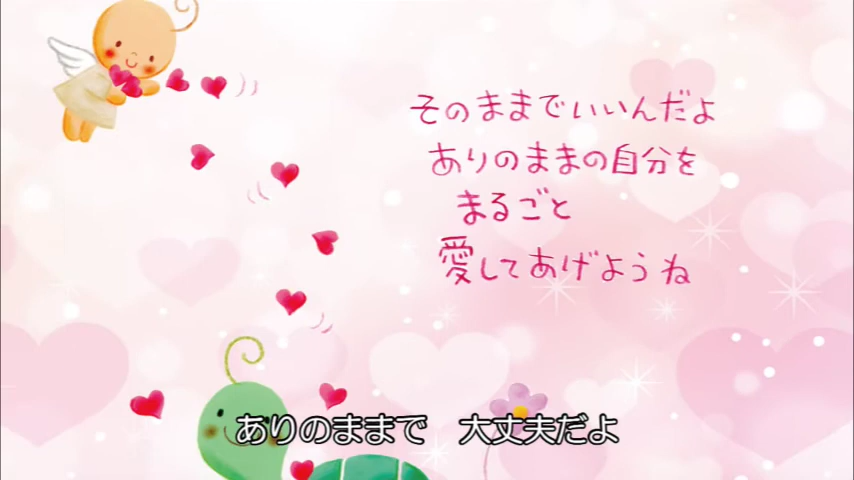 そのままでいいんだよ
ありのままの自分を
まるごと
愛してあげようね
ありのままで　大丈夫だよ